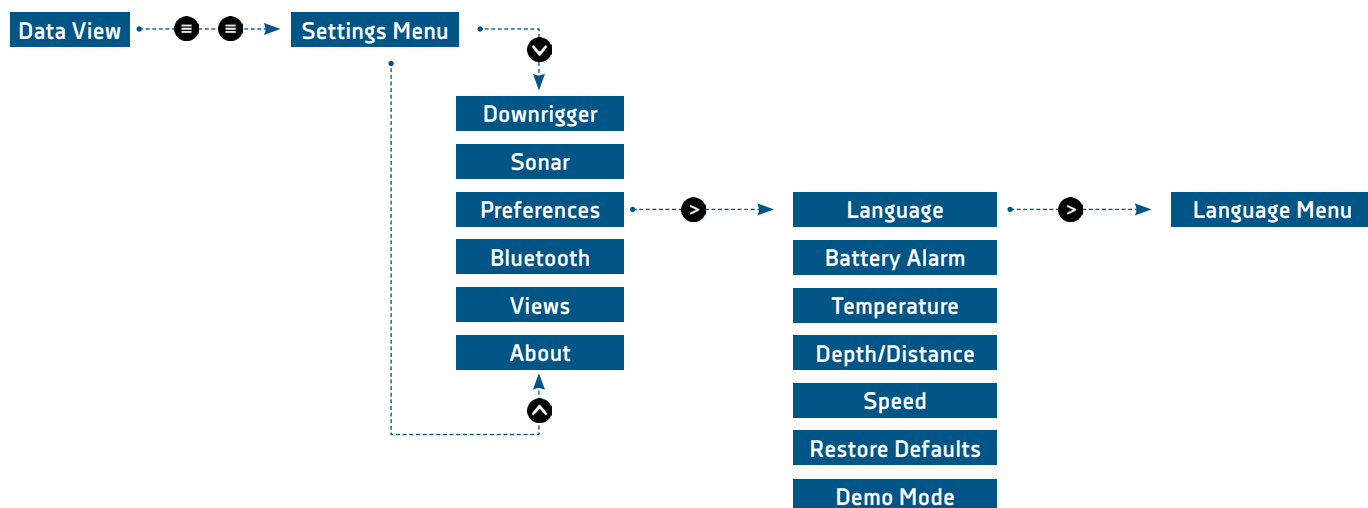 Data View
Settings Menu
Downrigger
Sonar
Preferences
Bluetooth
Views
About
Language
Battery Alarm
Temperature
Depth/Distance
Speed
Restore Defaults
Demo Mode
Language Menu